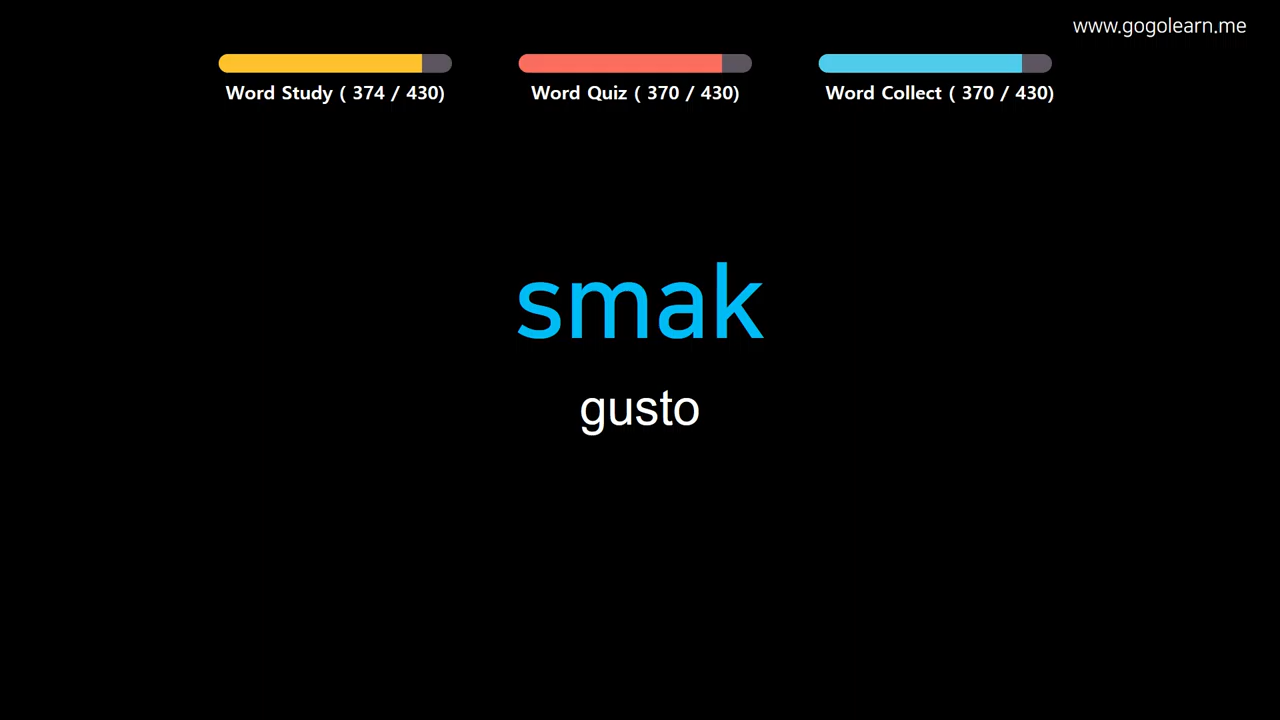 www.gogolearn.me
Word Study ( 374 / 430)
Word Quiz ( 370 / 430)
Word Collect ( 370 / 430)
smak
gusto